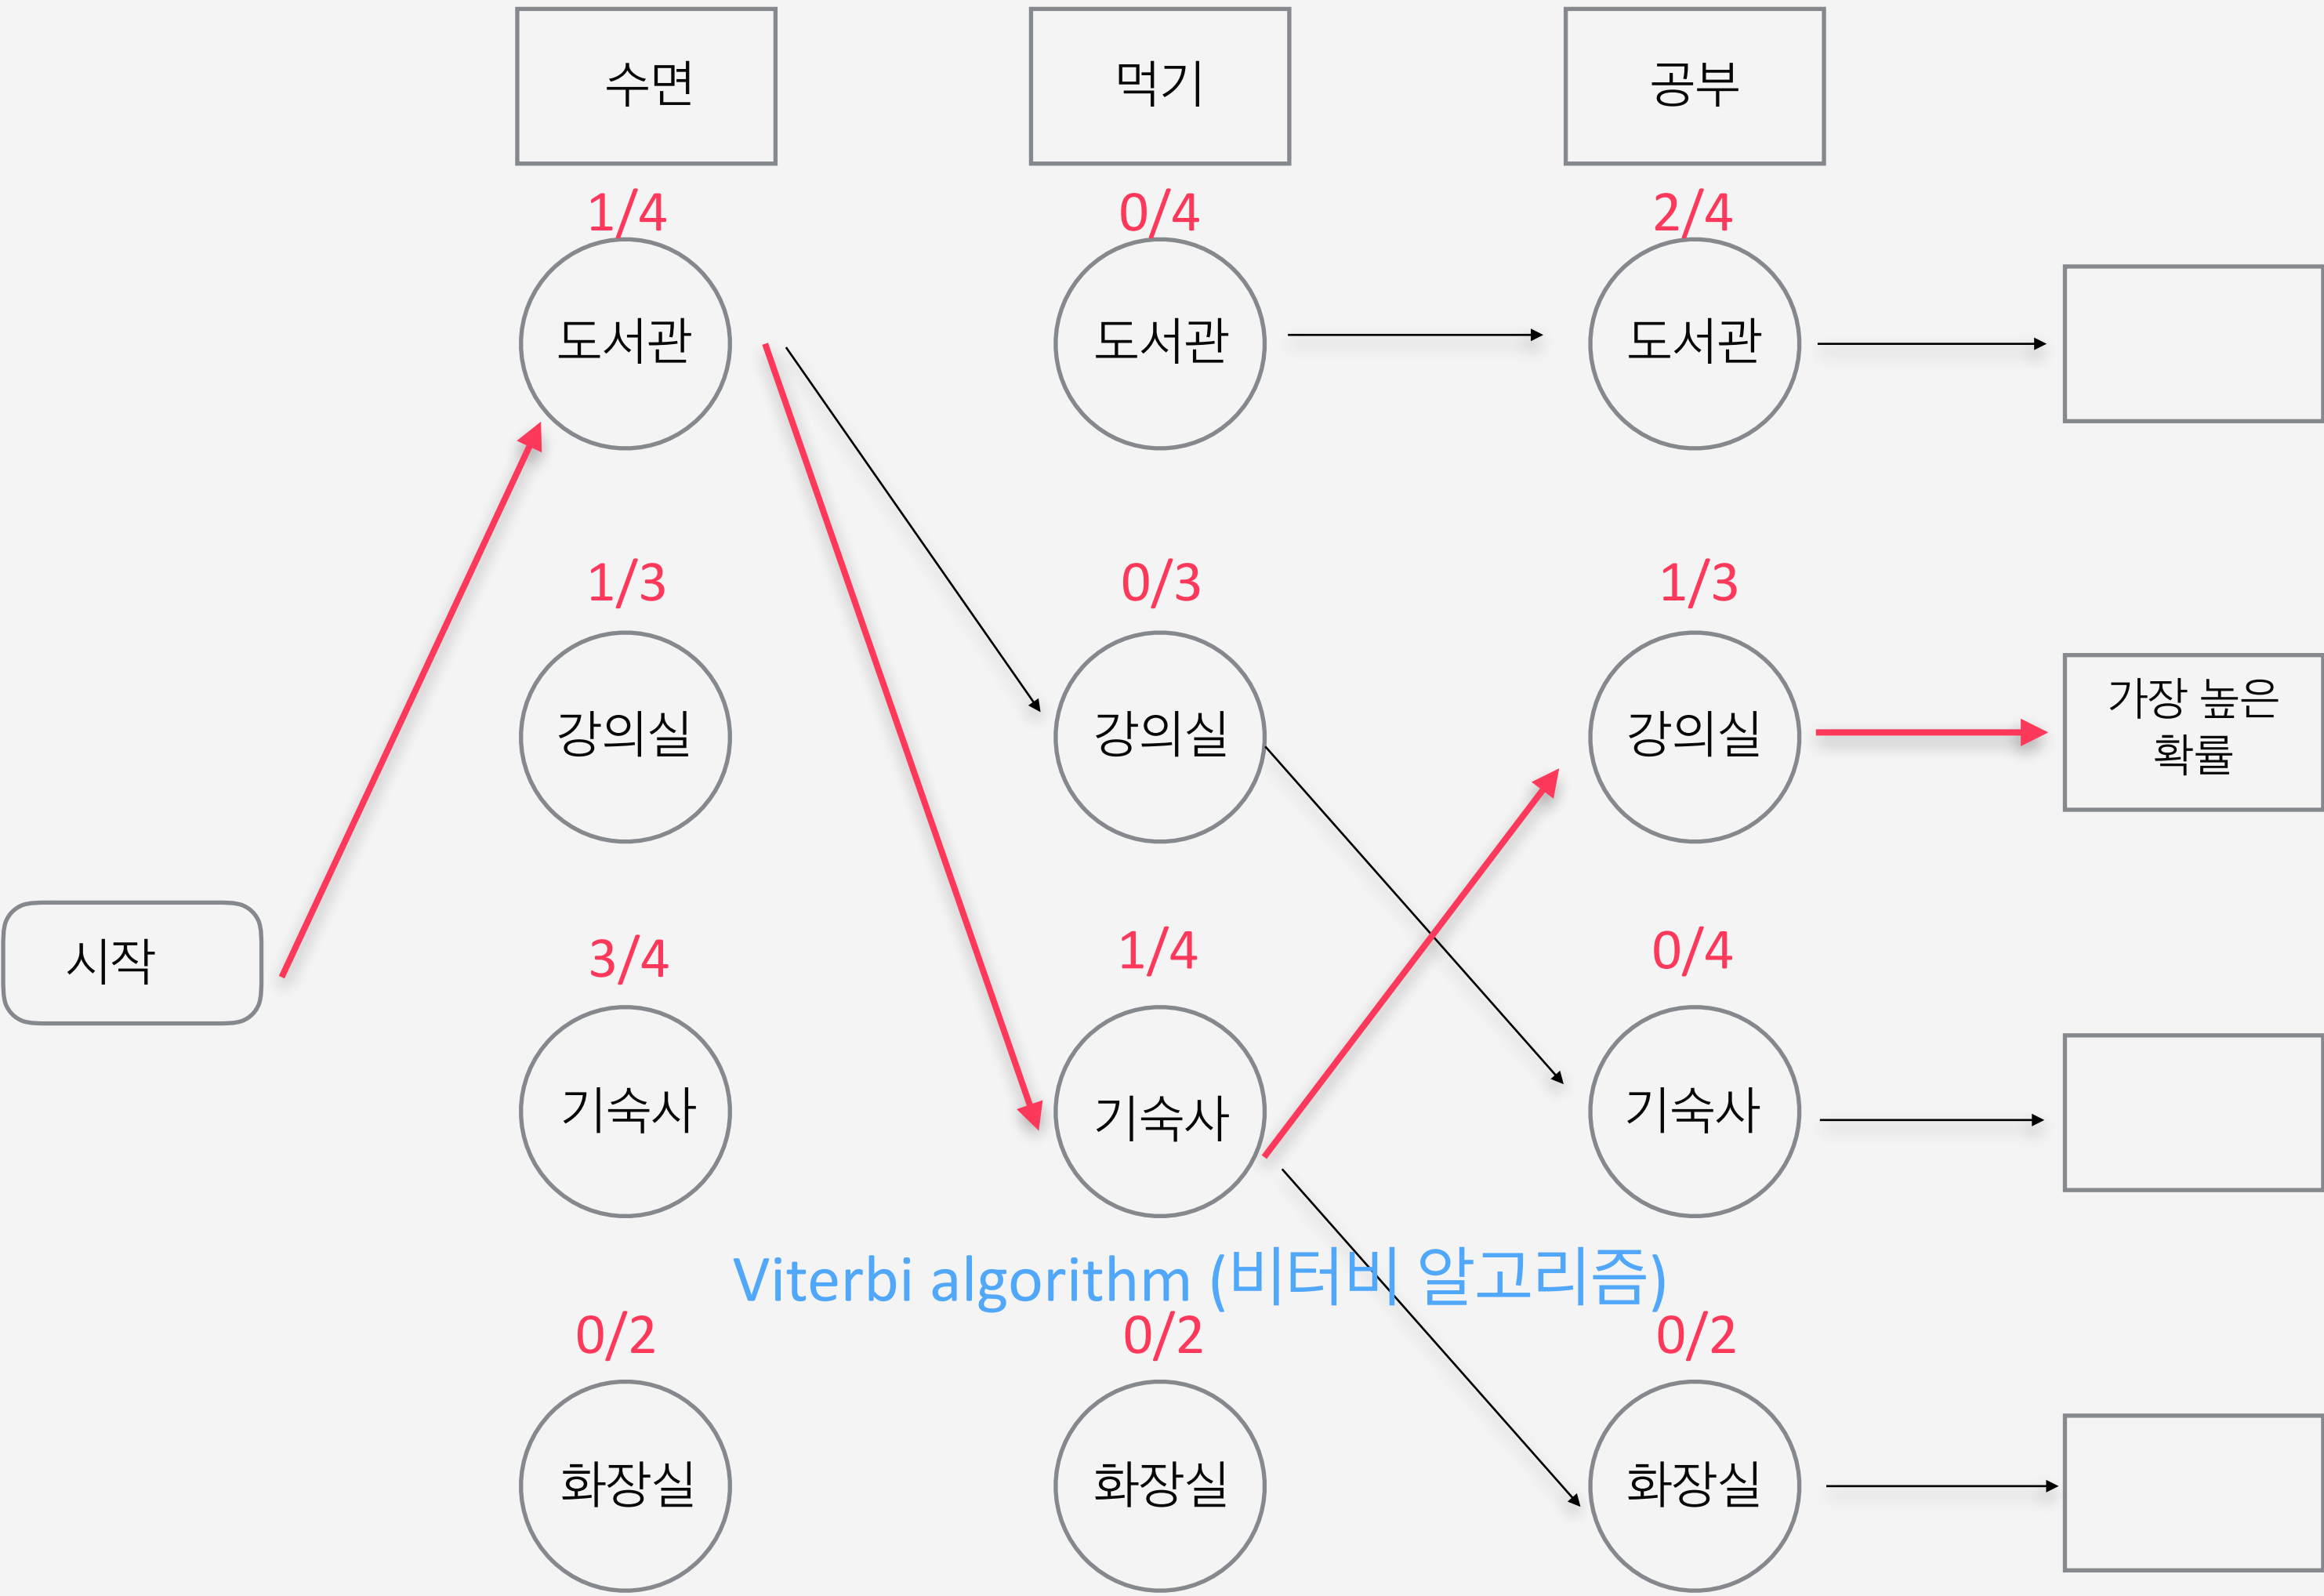 수면 먹기 공부
1/4 0/4 2/4
도서관 도서관 도서관
1/3 0/3 1/3
강의실 강의실 강의실
가장 높은
확률
3/4 1/4 0/4
시작
기숙사 기숙사 기숙사
Viterbi algorithm (비터비 알고리즘)
0/2 0/2 0/2
화장실 화장실 화장실